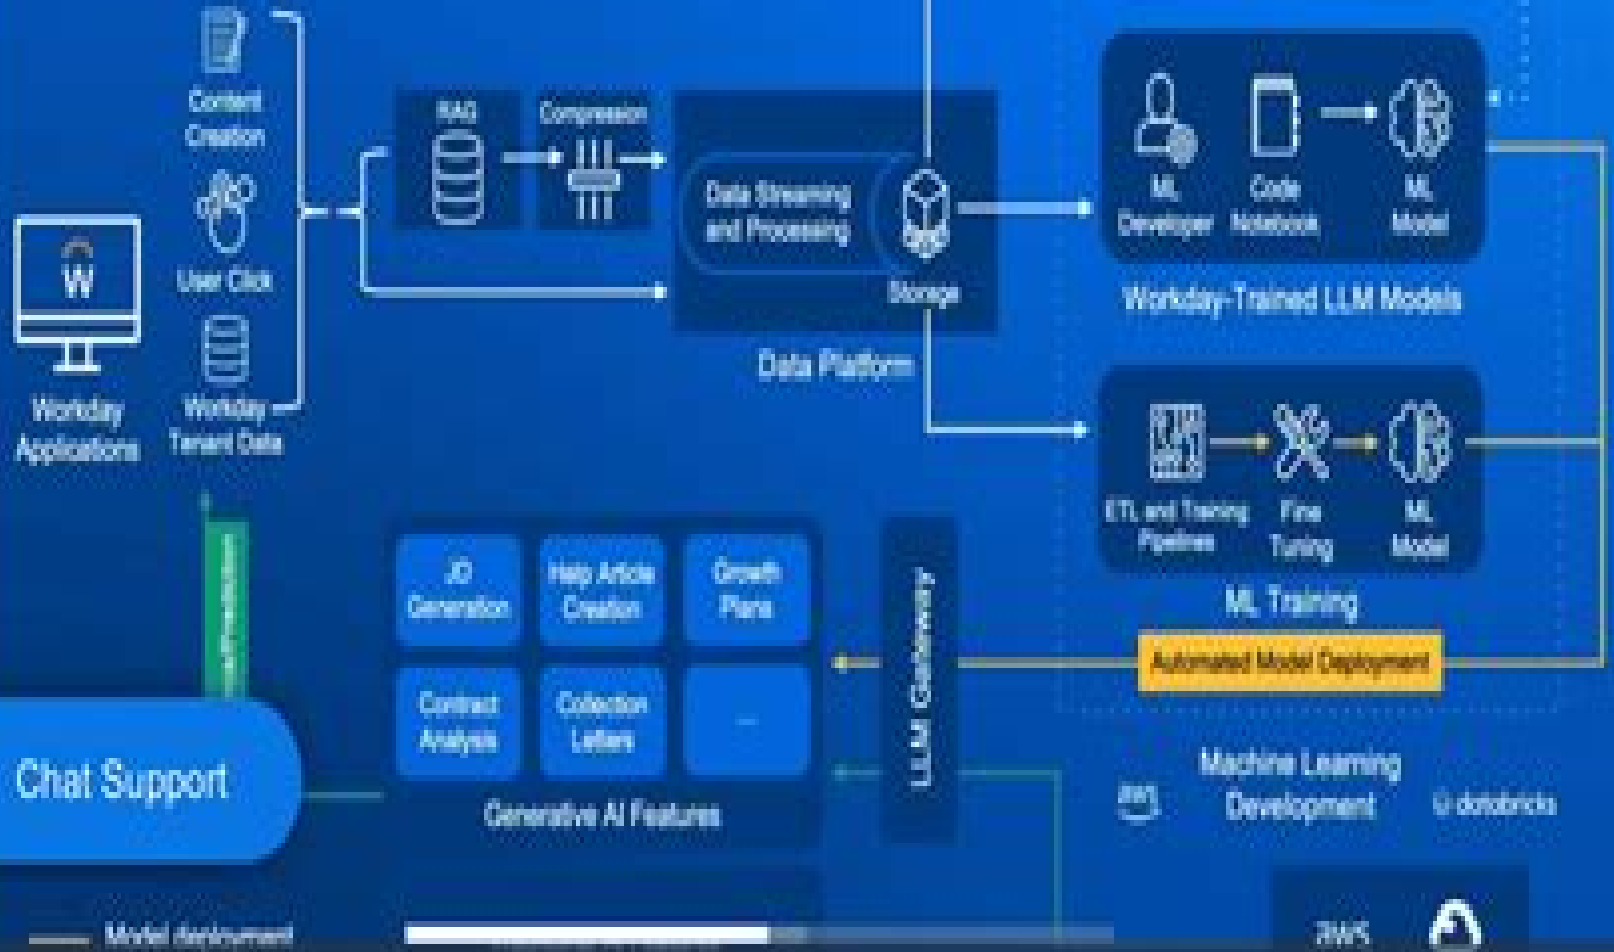 Content
Creation
User Click
Workday
Tenant Data
W
Workday
Applications
RAG
Compression
Data Streaming
and Processing
Storage
Data Platform
ML
Developer
Code
Notebook
ML
Model
Workday-Trained LLM Models
ETL and Training
Pipelines
Fine
Tuning
ML
Model
ML Training
Automated Model Deployment
JD
Generation
Help Article
Creation
Growth
Plans
Contract
Analysis
Collection
Letters
...
Generative AI Features
LLM Gateway
Chat Support
Machine Learning
Development
aws
databricks
Model deployment
aws